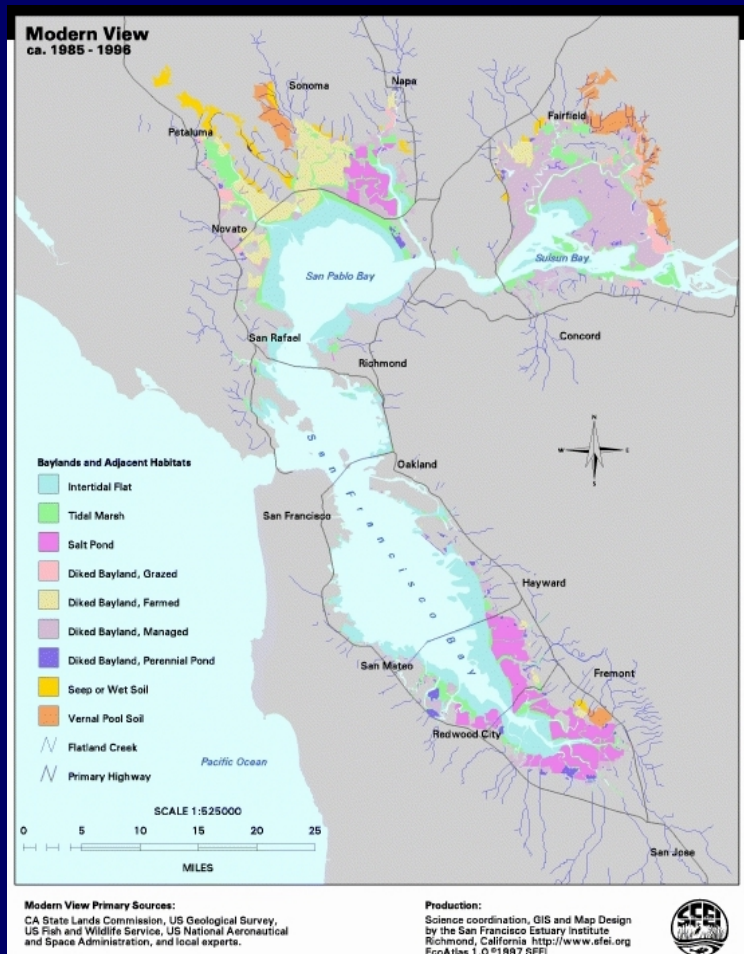 Modern View
ca. 1985 - 1996
Sonoma
Napa
Fairfield
Petaluma
Novato
San Pablo Bay
Suisun Bay
San Rafael
Concord
Richmond
N
W E
S
Oakland
San Francisco
San Francisco Bay
Hayward
San Mateo
Fremont
Redwood City
Pacific Ocean
San Jose
Baylands and Adjacent Habitats
Intertidal Flat
Tidal Marsh
Salt Pond
Diked Bayland, Grazed
Diked Bayland, Farmed
Diked Bayland, Managed
Diked Bayland, Perennial Pond
Seep or Wet Soil
Vernal Pool Soil
Flatland Creek
Primary Highway
SCALE 1:525000
0 5 10 15 20 25
MILES
Modern View Primary Sources:
CA State Lands Commission, US Geological Survey,
US Fish and Wildlife Service, US National Aeronautical
and Space Administration, and local experts.
Production:
Science coordination, GIS and Map Design
by the San Francisco Estuary Institute
Richmond, California http://www.sfei.org
EcoAtlas 1.0 ©1997 SFEI
SFEI